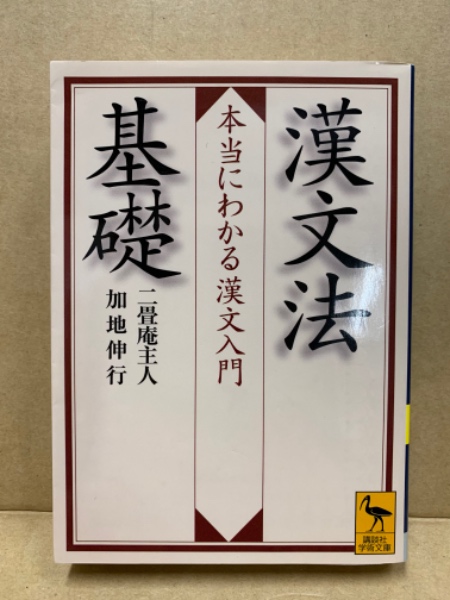 漢文法
基礎
本当にわかる漢文入門
二畳庵主人
加地伸行
講談社
学術文庫